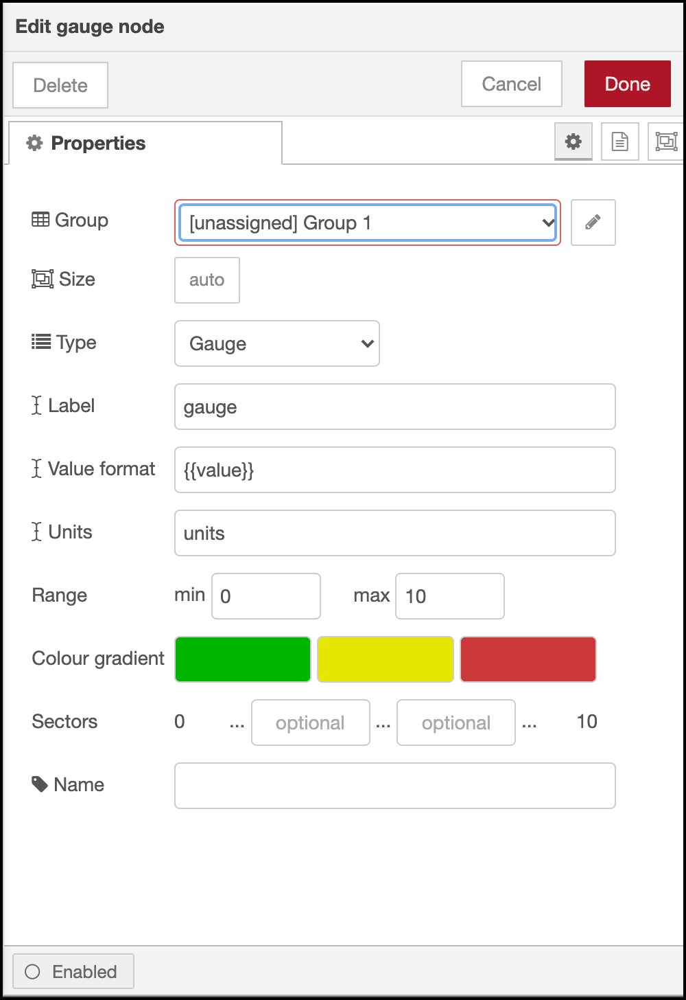 Edit gauge node
Delete Cancel Done
Properties
Group [unassigned] Group 1
Size auto
Type Gauge
Label gauge
Value format {{value}}
Units units
Range min 0 max 10
Colour gradient
Sectors 0 ... optional ... optional ... 10
Name
Enabled